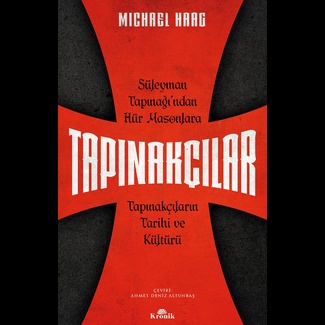 MICHAEL HAAG
Süleyman
Tapınağı'ndan
Hür Masonlara
TAPINAKÇILAR
Tapınakçıların
Tarihi ve
Kültürü
ÇEVİRİ:
AHMET DENİZ ALTUNBAŞ
Kronik